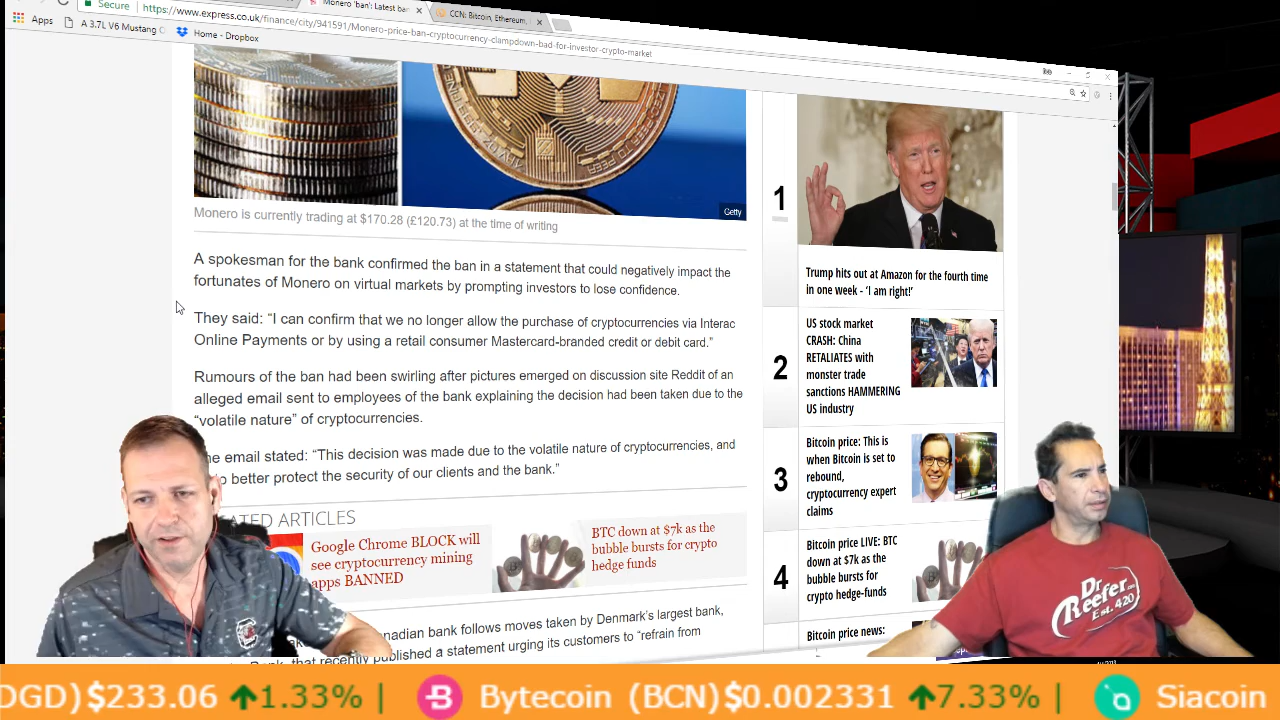 Secure
https://www.express.co.uk/finance/city/941591/Monero-price-ban-cryptocurrency-clampdown-bad-for-investor-crypto-market
Monero 'ban': Latest bar
CCN: Bitcoin, Ethereum,
Apps
A 3.7L V6 Mustang
Home - Dropbox
Getty
Monero is currently trading at $170.28 (£120.73) at the time of writing
A spokesman for the bank confirmed the ban in a statement that could negatively impact the
fortunates of Monero on virtual markets by prompting investors to lose confidence.
They said: “I can confirm that we no longer allow the purchase of cryptocurrencies via Interac
Online Payments or by using a retail consumer Mastercard-branded credit or debit card.”
Rumours of the ban had been swirling after pictures emerged on discussion site Reddit of an
alleged email sent to employees of the bank explaining the decision had been taken due to the
“volatile nature” of cryptocurrencies.
he email stated: “This decision was made due to the volatile nature of cryptocurrencies, and
better protect the security of our clients and the bank.”
ATED ARTICLES
Google Chrome BLOCK will
see cryptocurrency mining
apps BANNED
BTC down at $7k as the
bubble bursts for crypto
hedge funds
nadian bank follows moves taken by Denmark's largest bank,
Bank, that recently published a statement urging its customers to “refrain from
1
Trump hits out at Amazon for the fourth time
in one week - ‘I am right!’
2
US stock market
CRASH: China
RETALIATES with
monster trade
sanctions HAMMERING
US industry
3
Bitcoin price: This is
when Bitcoin is set to
rebound,
cryptocurrency expert
claims
4
Bitcoin price LIVE: BTC
down at $7k as the
bubble bursts for
crypto hedge-funds
Bitcoin price news:
Dr
Reefer.com
Est. 420
DGD) $233.06 1.33% | Bytecoin (BCN) $0.002331 7.33% | Siacoin